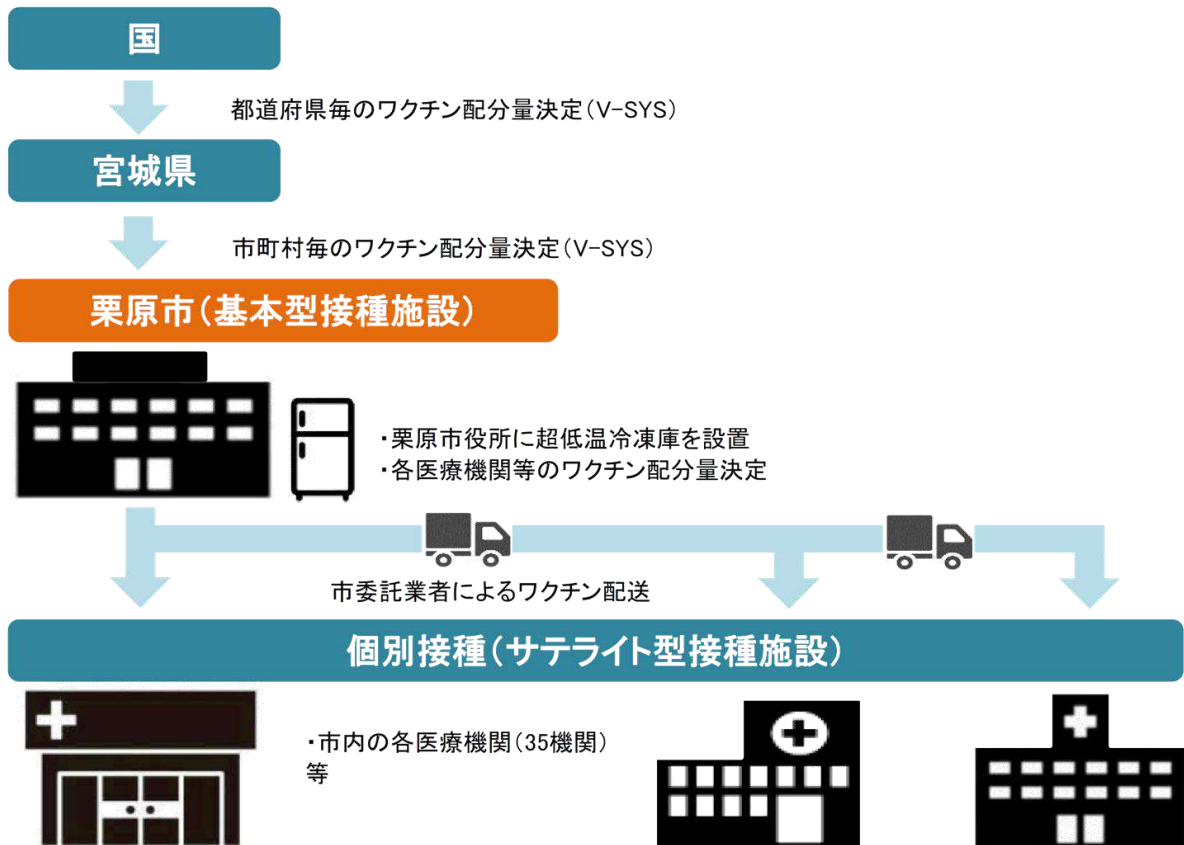 国
都道府県毎のワクチン配分量決定(V-SYS)
宮城県
市町村毎のワクチン配分量決定(V-SYS)
栗原市(基本型接種施設)
・栗原市役所に超低温冷凍庫を設置
・各医療機関等のワクチン配分量決定
市委託業者によるワクチン配送
個別接種(サテライト型接種施設)
・市内の各医療機関(35機関)
等